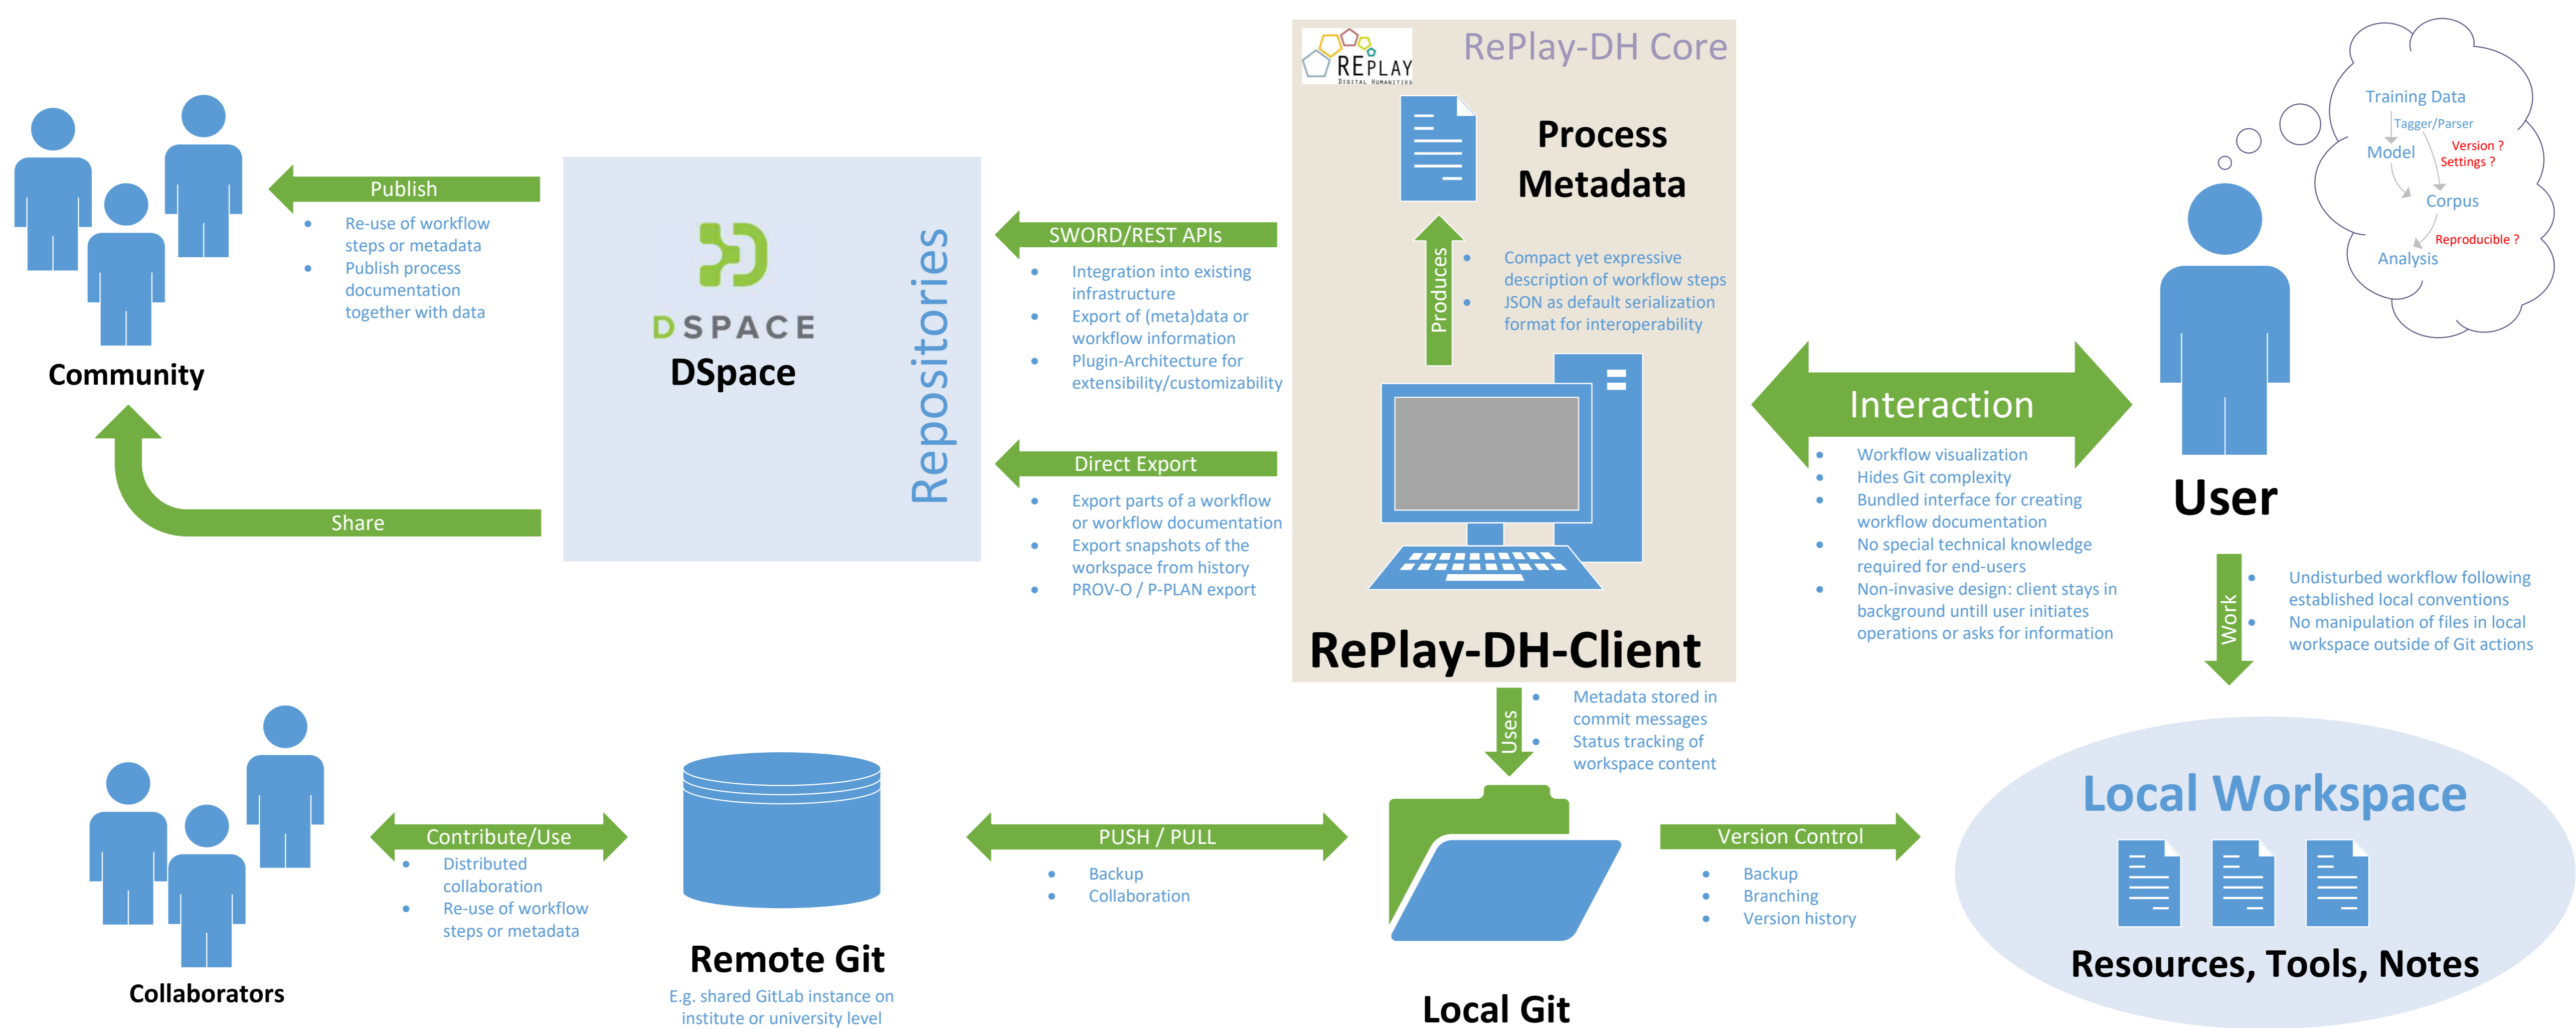 REPLAY
DIGITAL HUMANITIES
RePlay-DH Core
Process
Metadata
Produces
• Compact yet expressive
description of workflow steps
• JSON as default serialization
format for interoperability
RePlay-DH-Client
Training Data
Tagger/Parser
Version ?
Settings ?
Model
Corpus
Reproducible ?
Analysis
Publish
• Re-use of workflow
steps or metadata
• Publish process
documentation
together with data
Community
Share
DSPACE
DSpace
Repositories
SWORD/REST APIs
• Integration into existing
infrastructure
• Export of (meta)data or
workflow information
• Plugin-Architecture for
extensibility/customizability
Direct Export
• Export parts of a workflow
or workflow documentation
• Export snapshots of the
workspace from history
• PROV-O / P-PLAN export
Interaction
• Workflow visualization
• Hides Git complexity
• Bundled interface for creating
workflow documentation
• No special technical knowledge
required for end-users
• Non-invasive design: client stays in
background untill user initiates
operations or asks for information
User
Work
• Undisturbed workflow following
established local conventions
• No manipulation of files in local
workspace outside of Git actions
Uses
• Metadata stored in
commit messages
• Status tracking of
workspace content
Collaborators
Contribute/Use
• Distributed
collaboration
• Re-use of workflow
steps or metadata
Remote Git
E.g. shared GitLab instance on
institute or university level
PUSH / PULL
• Backup
• Collaboration
Local Git
Version Control
• Backup
• Branching
• Version history
Local Workspace
Resources, Tools, Notes